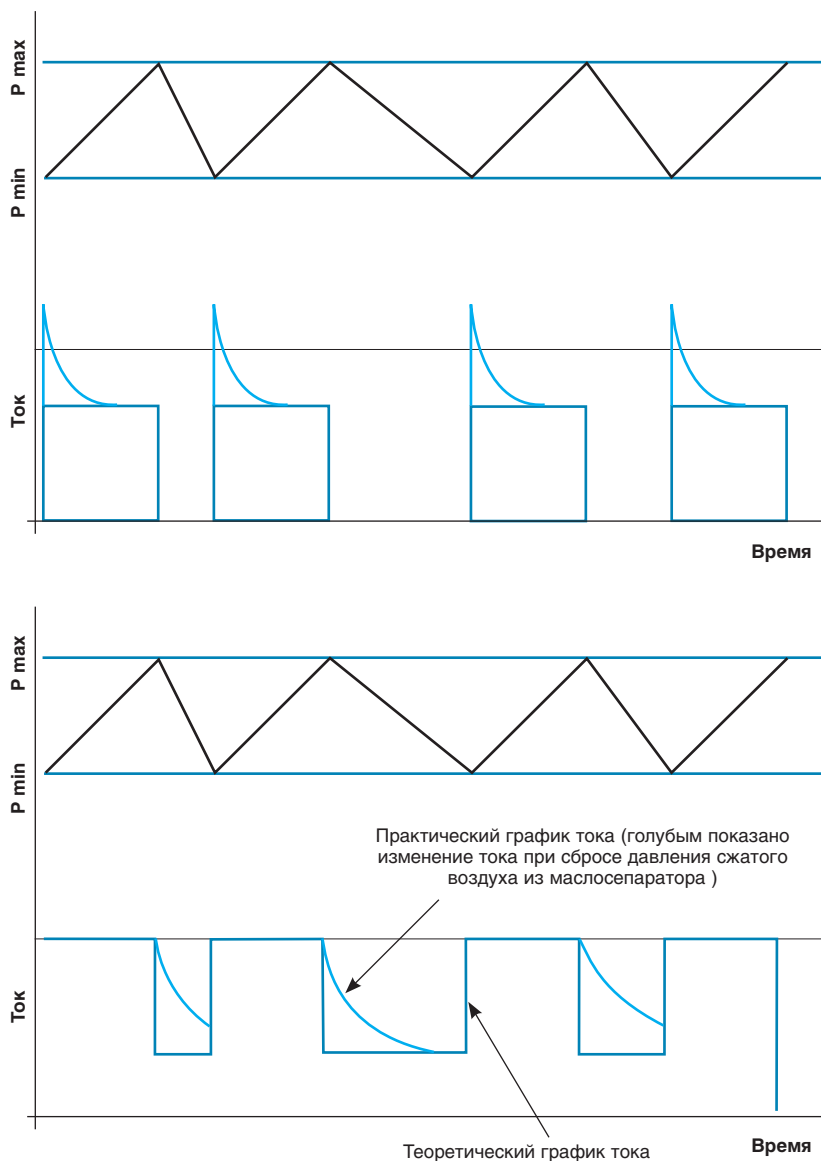 P max
P min
Ток
Время
P max
P min
Практический график тока (голубым показано
изменение тока при сбросе давления сжатого
воздуха из маслосепаратора )
Ток
Теоретический график тока
Время